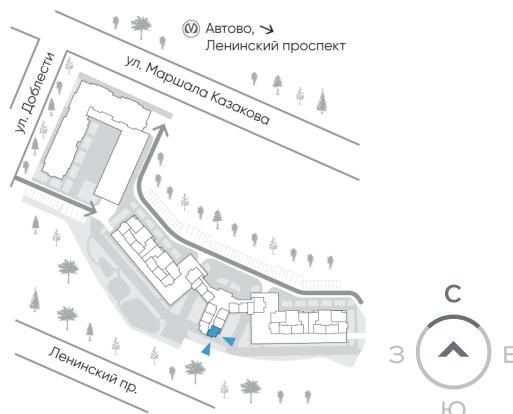 Автово, ↘
Ленинский проспект
ул. Маршала Казакова
ул. Доблести
Ленинский пр.
С
З
В
Ю